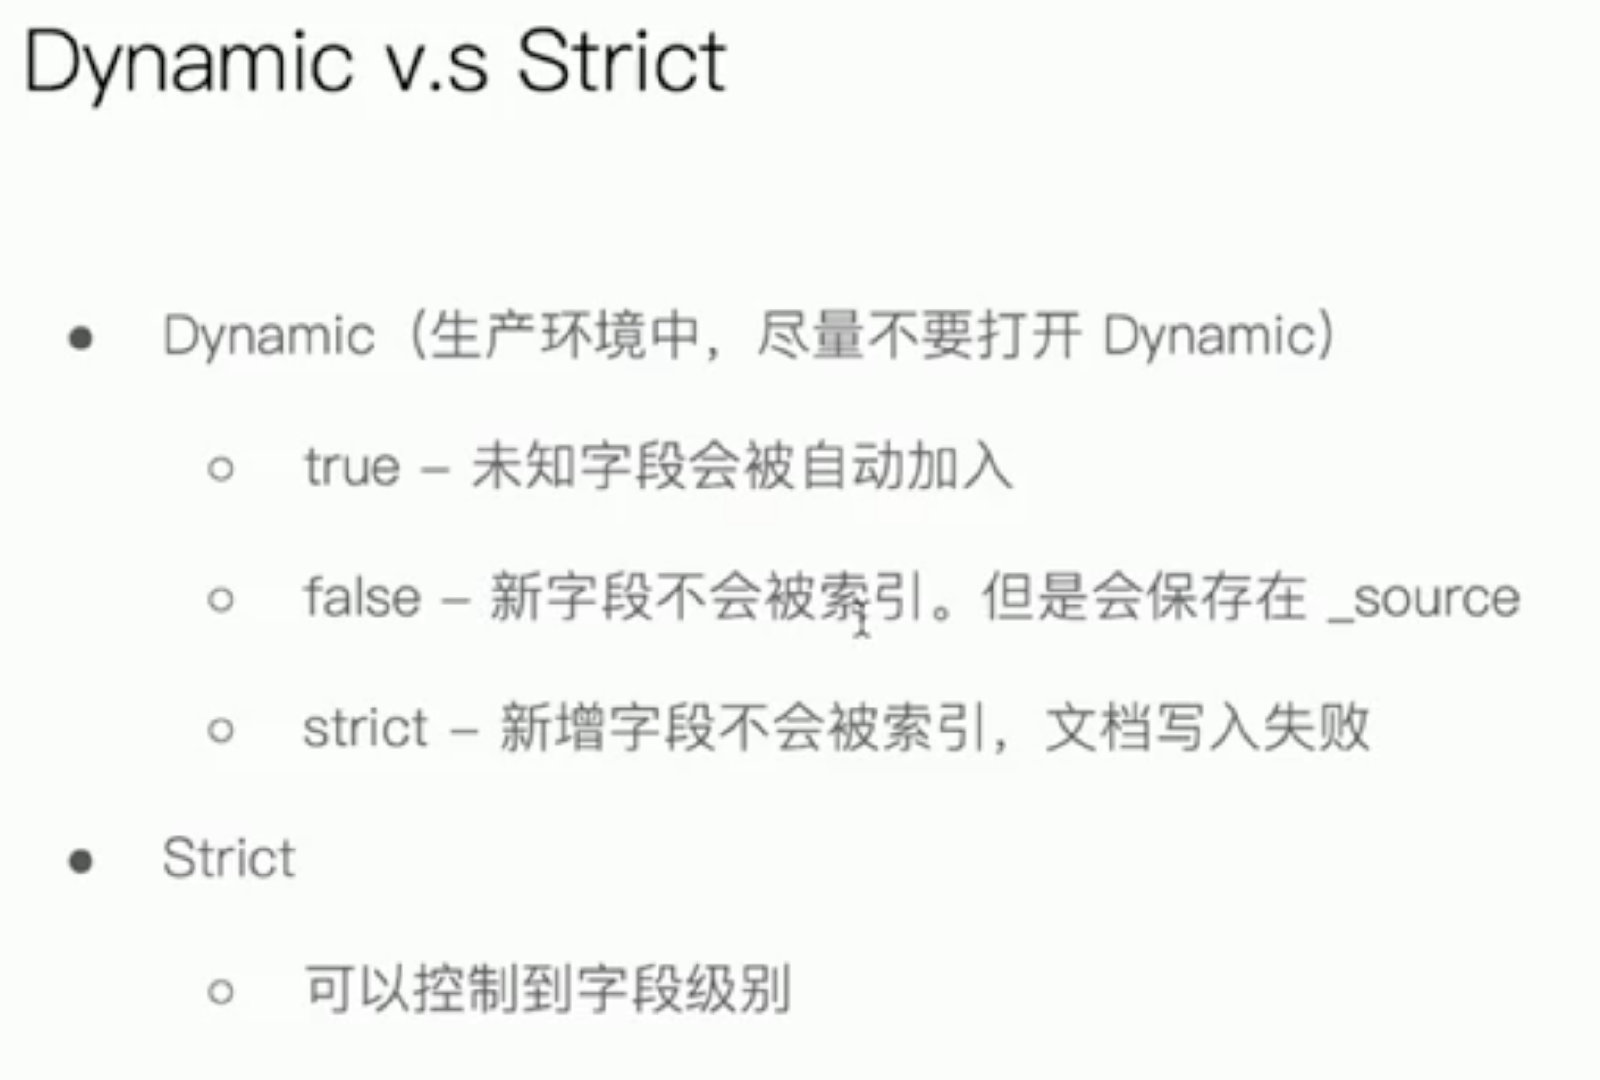 Dynamic v.s Strict
Dynamic（生产环境中，尽量不要打开 Dynamic）
true – 未知字段会被自动加入
false – 新字段不会被索引。但是会保存在 _source
strict – 新增字段不会被索引，文档写入失败
Strict
可以控制到字段级别